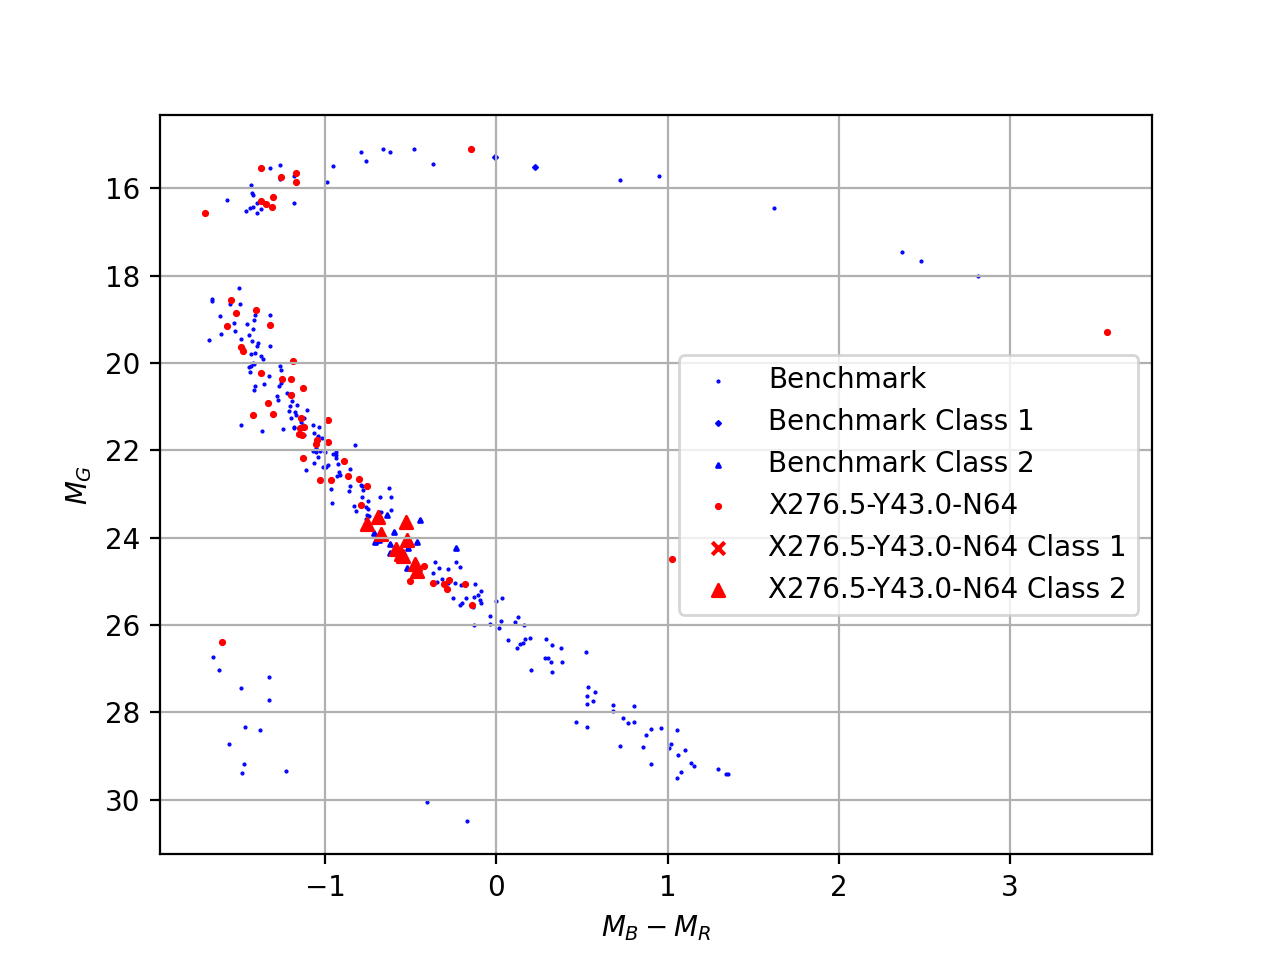 16
18
20
22
24
26
28
30
M_G
Benchmark
Benchmark Class 1
Benchmark Class 2
X276.5-Y43.0-N64
X276.5-Y43.0-N64 Class 1
X276.5-Y43.0-N64 Class 2
−1 0 1 2 3
M_B − M_R